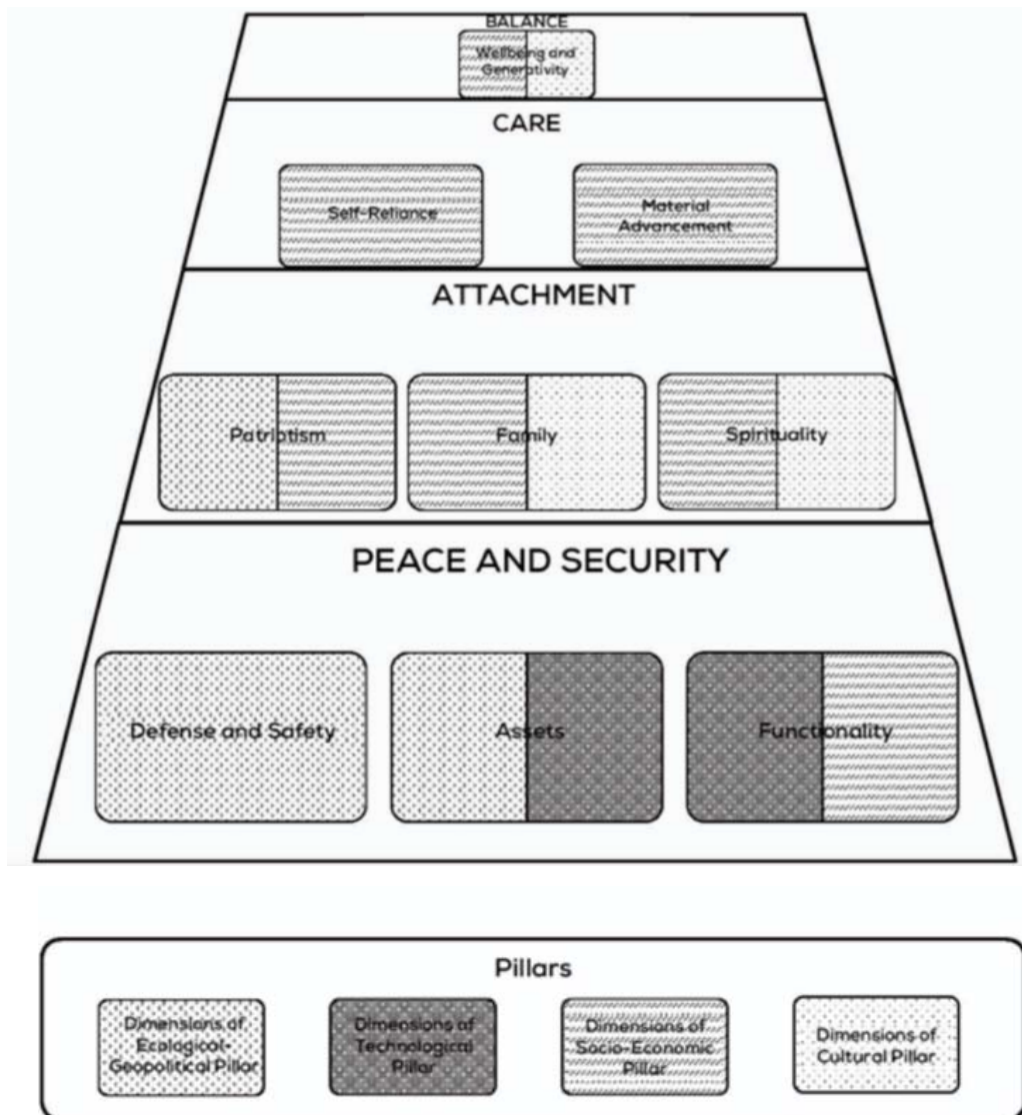 BALANCE
Wellbeing and
Generativity
CARE
Self-Reliance
Material
Advancement
ATTACHMENT
Patriotism
Family
Spirituality
PEACE AND SECURITY
Defense and Safety
Assets
Functionality
Pillars
Dimensions of
Ecological-
Geopolitical Pillar
Dimensions of
Technological
Pillar
Dimensions of
Socio-Economic
Pillar
Dimensions of
Cultural Pillar